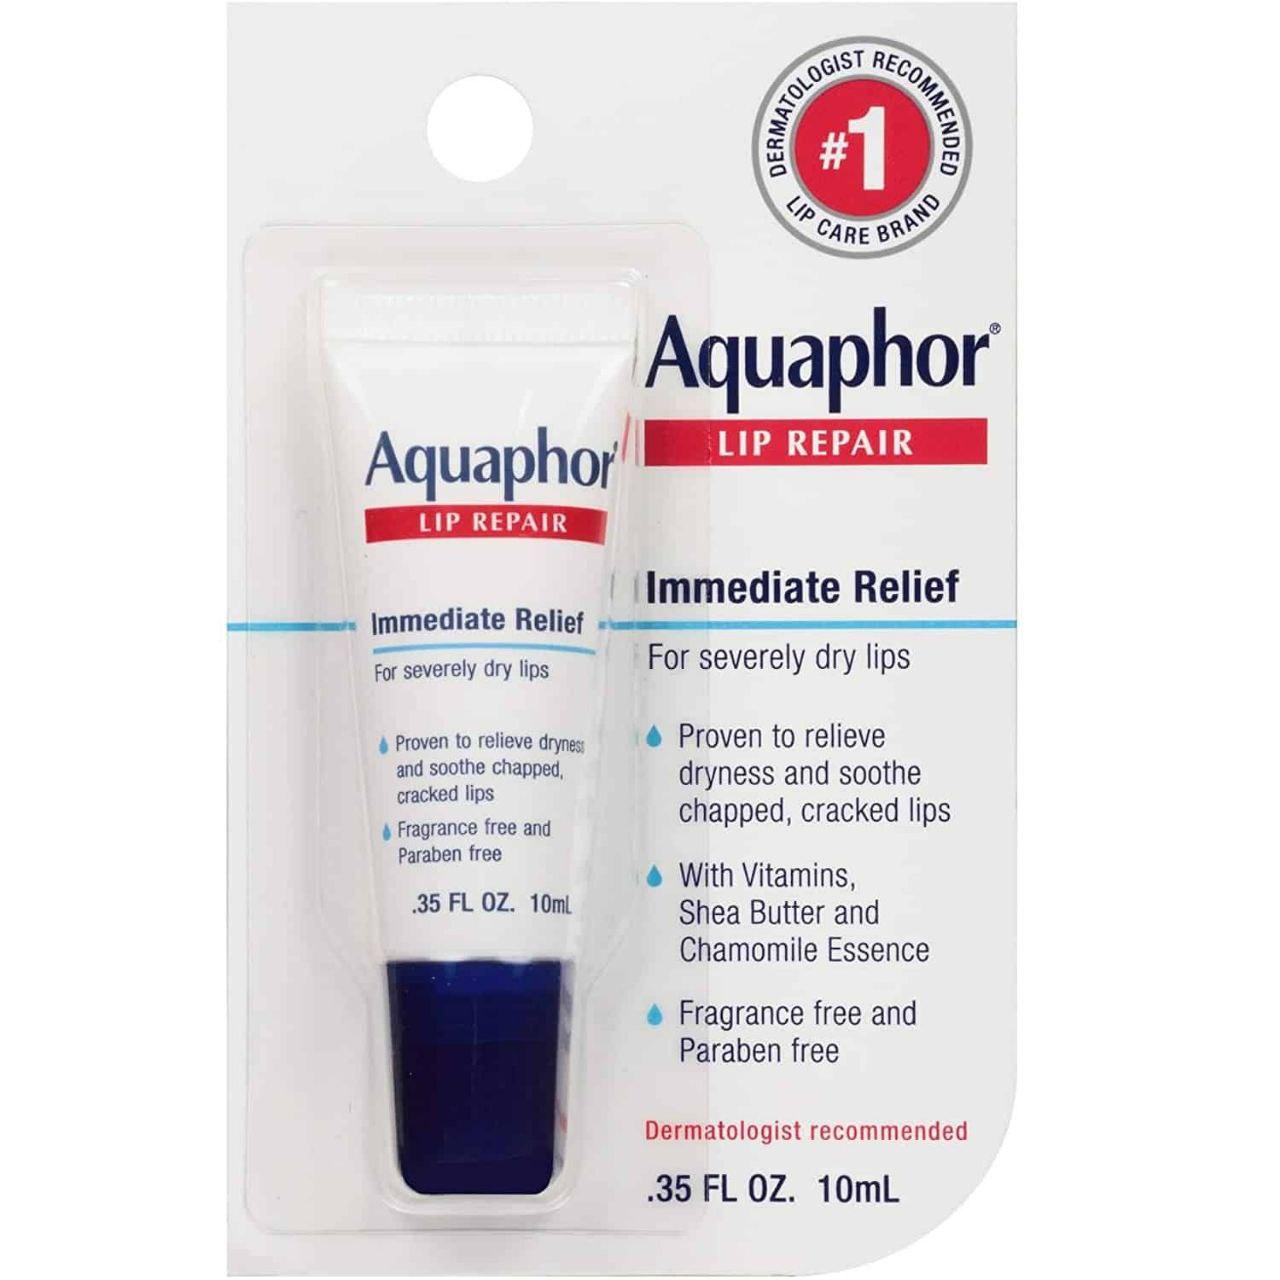 DERMATOLOGIST RECOMMENDED
#1
LIP CARE BRAND
Aquaphor®
LIP REPAIR
Immediate Relief
For severely dry lips
Proven to relieve
dryness and soothe
chapped, cracked lips
With Vitamins,
Shea Butter and
Chamomile Essence
Fragrance free and
Paraben free
Dermatologist recommended
.35 FL OZ. 10mL
Aquaphor
LIP REPAIR
Immediate Relief
For severely dry lips
Proven to relieve dryness
and soothe chapped,
cracked lips
Fragrance free and
Paraben free
.35 FL OZ. 10mL